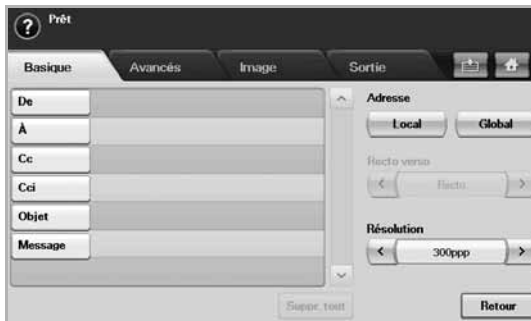 Prêt
Basique
Avancés
Image
Sortie
De
À
Cc
Cci
Objet
Message
Adresse
Local
Global
Recto verso
Recto
Résolution
300ppp
Suppr. tout
Retour